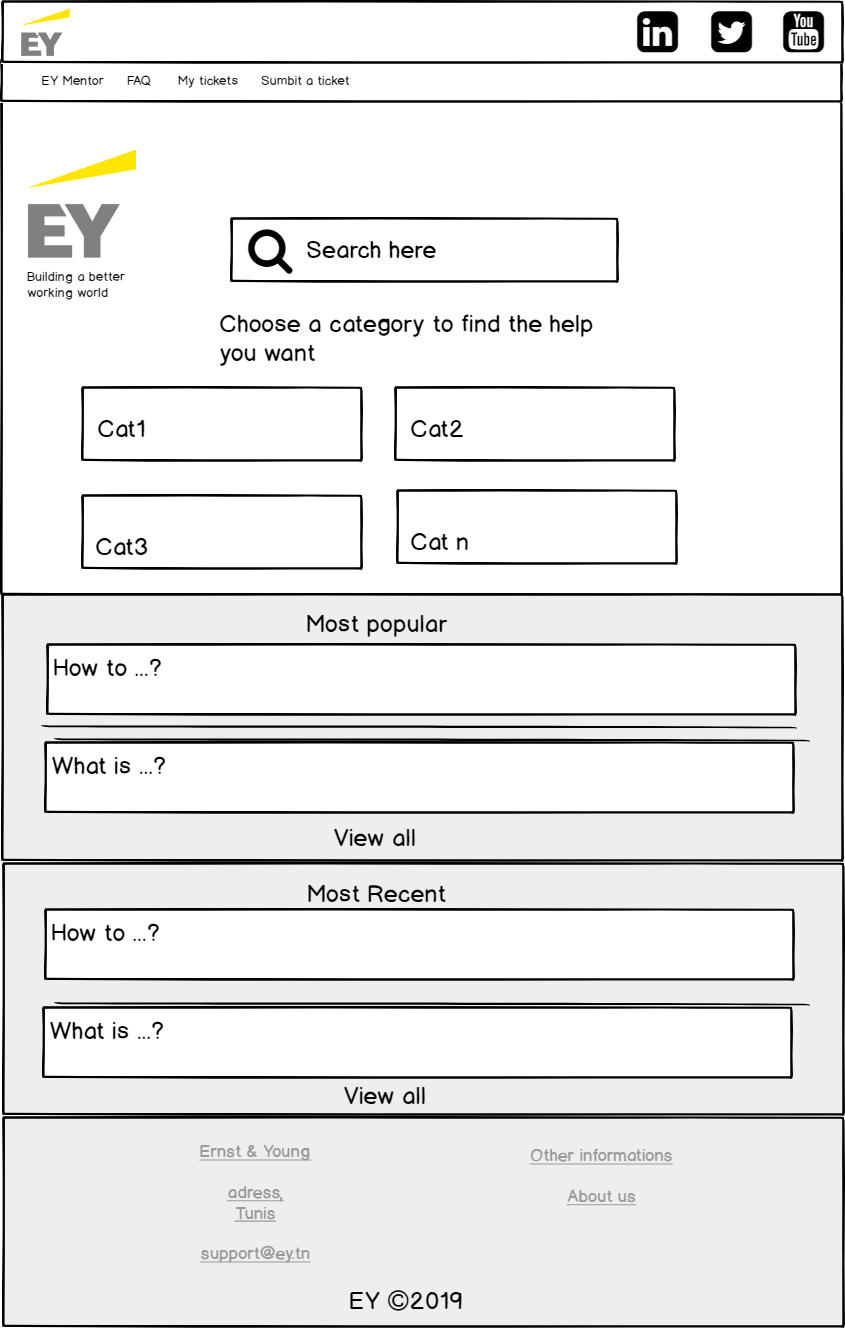 EY
in
You
Tube
EY Mentor FAQ My tickets Sumbit a ticket
EY
Building a better
working world
Search here
Choose a category to find the help
you want
Cat1
Cat2
Cat3
Cat n
Most popular
How to ...?
What is ...?
View all
Most Recent
How to ...?
What is ...?
View all
Ernst & Young
adress,
Tunis
support@ey.tn
Other informations
About us
EY ©2019